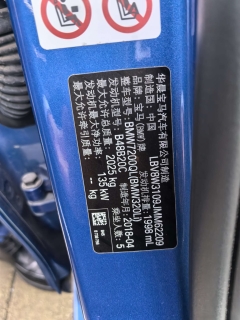 华晨宝马汽车有限公司制造
制造国: 中国 LBV8W3109JMM62209
品牌: 宝马(BMW)牌
整车型号: BMW7200QL(BMW320Li)
发动机型号: B48B20C 发动机排量: 1998 mL
最大允许总质量: 2025 kg 制造年月: 2018-04
发动机最大净功率: 135 kW 乘坐人数: 5
最大允许牵引质量: -- kg